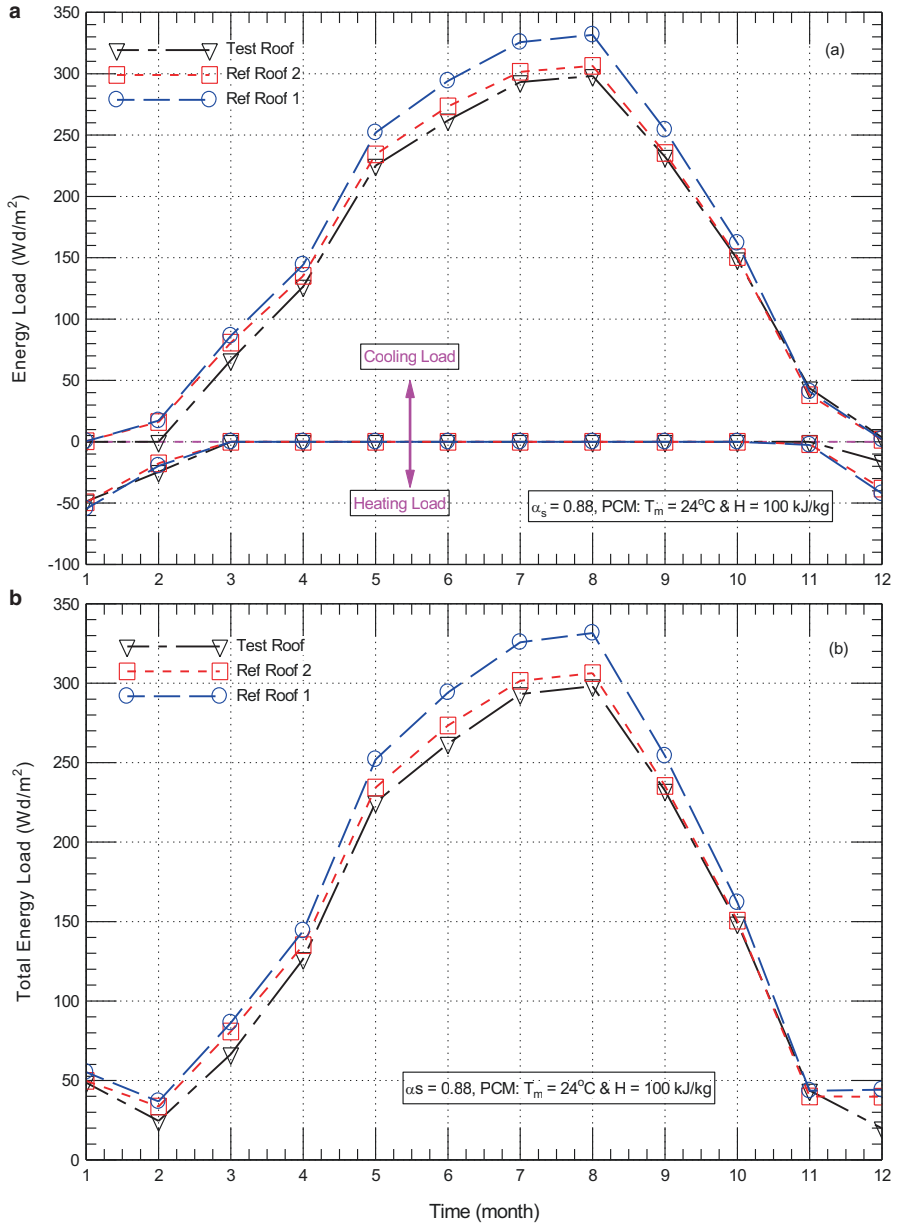 a
Test Roof
Ref Roof 2
Ref Roof 1
(a)
350
300
250
200
150
100
50
0
-50
-100
Energy Load (Wd/m²)
Cooling Load
Heating Load
αs = 0.88, PCM: Tm = 24°C & H = 100 kJ/kg
1 2 3 4 5 6 7 8 9 10 11 12
b
Test Roof
Ref Roof 2
Ref Roof 1
(b)
350
300
250
200
150
100
50
0
Total Energy Load (Wd/m²)
αs = 0.88, PCM: Tm = 24°C & H = 100 kJ/kg
1 2 3 4 5 6 7 8 9 10 11 12
Time (month)